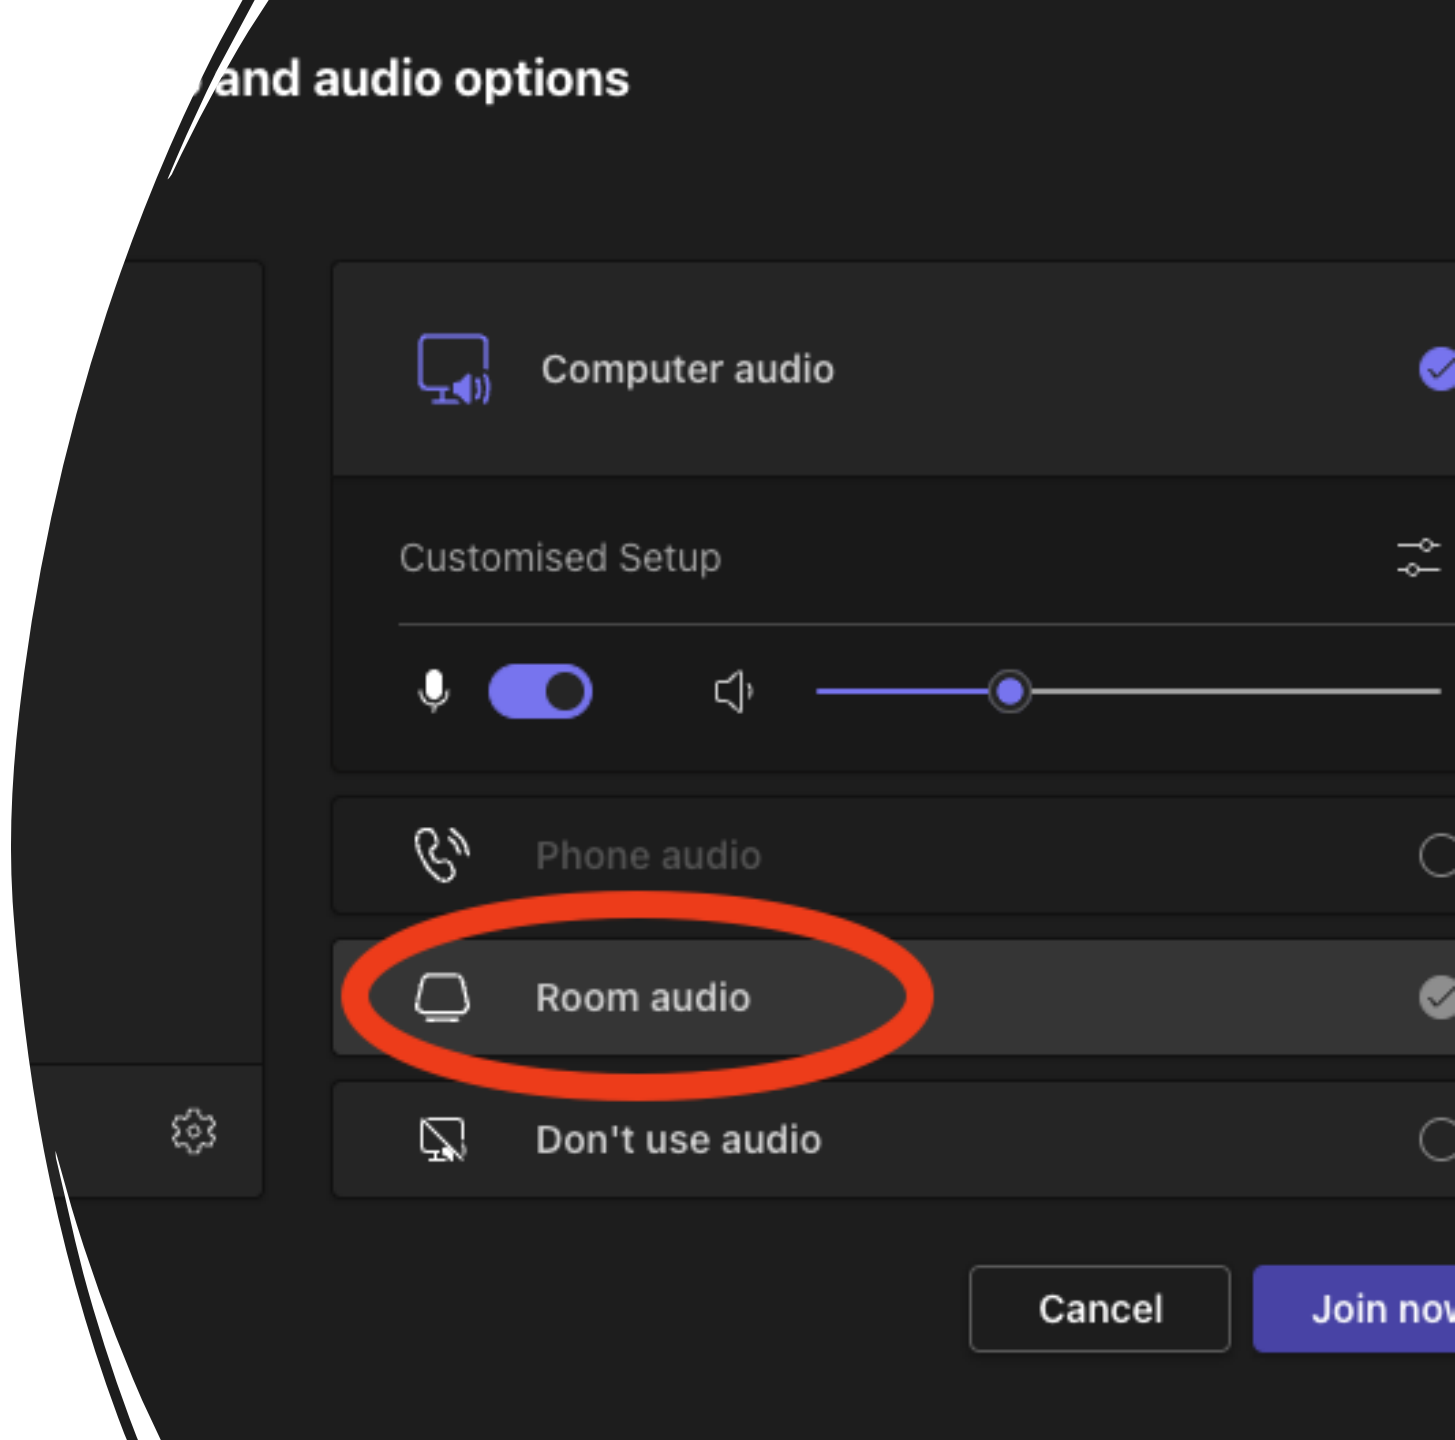 and audio options
Computer audio
Customised Setup
Phone audio
Room audio
Don't use audio
Cancel
Join now